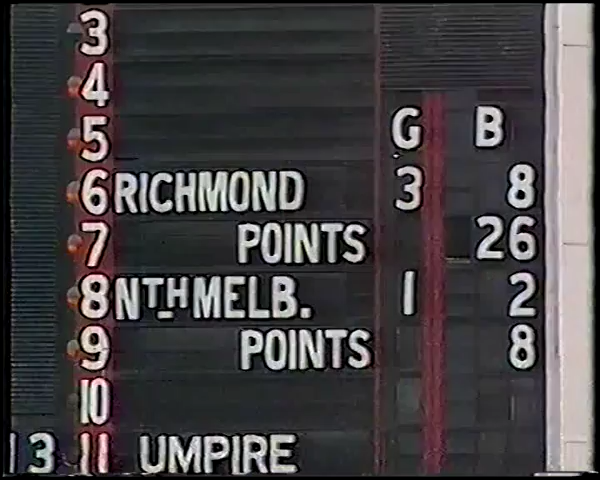 3
4
5 G B
6 RICHMOND 3 8
7 POINTS 26
8 NTH MELB. 1 2
9 POINTS 8
10
13 11 UMPIRE